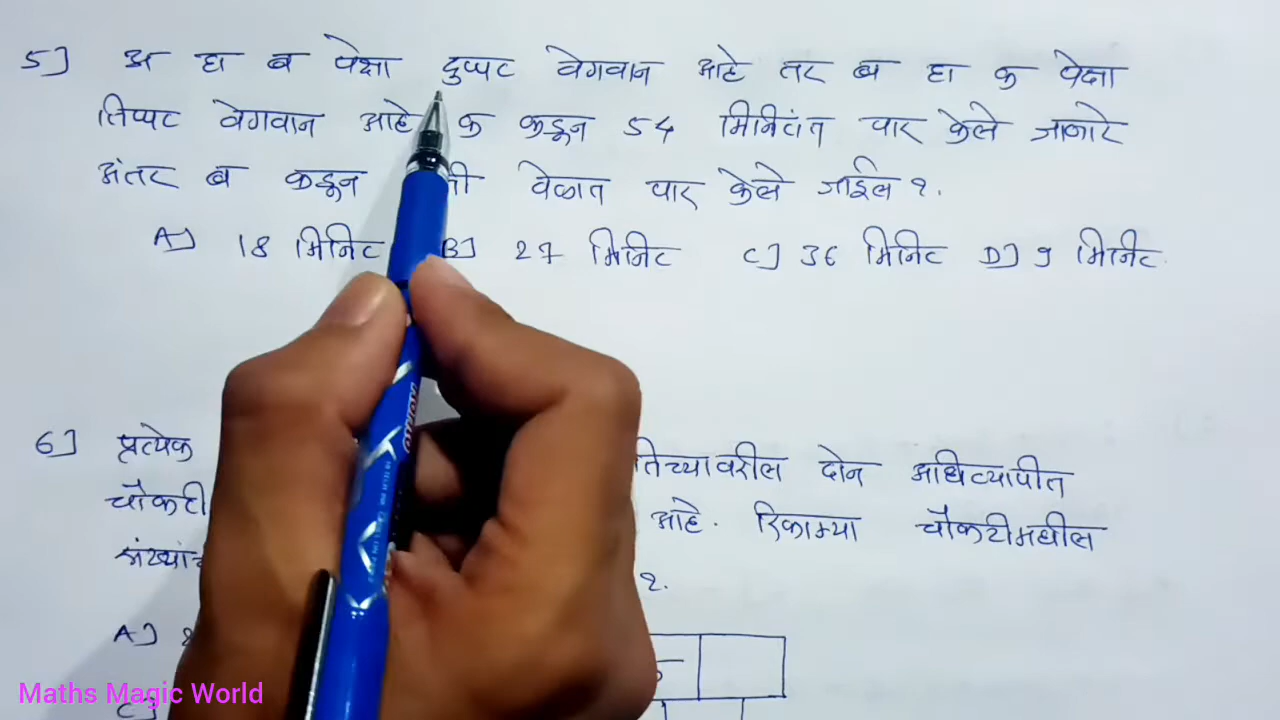 5] अ हा ब पेक्षा दुप्पट वेगवान आहे तर ब हा क पेक्षा
तिप्पट वेगवान आहे क कडून 54 मिनिटांत पार केले जाणारे
अंतर ब कडून वेळात पार केले जाईल ?.
A] 18 मिनिट B] 27 मिनिट C] 36 मिनिट D] 9 मिनिट.
6] प्रत्येक तिच्यावरील दोन अधिव्यापीत
चौकटी आहे. रिकाम्या चौकटीमधील
?.
A]
C]
Maths Magic World